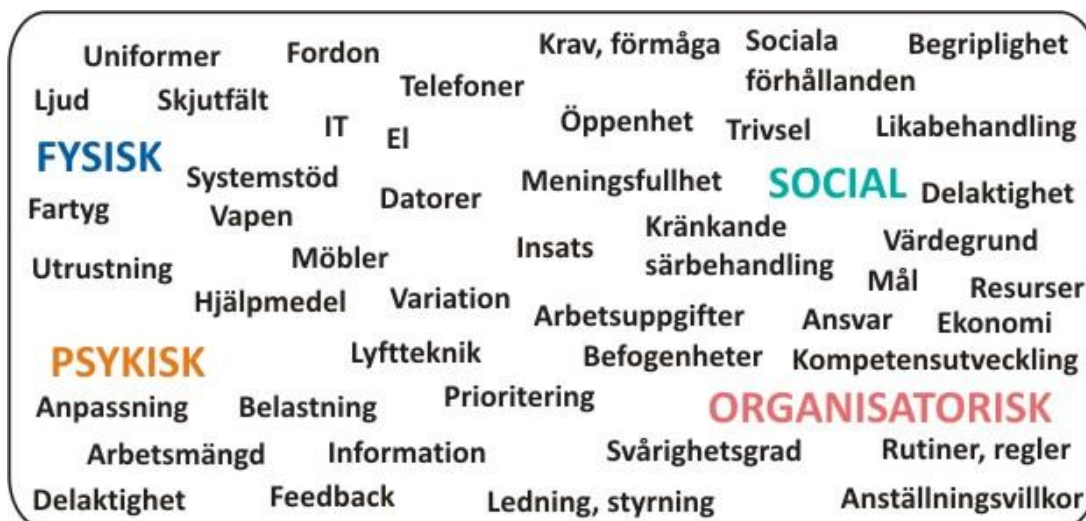 Uniformer
Fordon
Krav, förmåga
Sociala
förhållanden
Begriplighet
Ljud
Skjutfält
Telefoner
IT
El
Öppenhet
Trivsel
Likabehandling
FYSISK
Systemstöd
Datorer
Meningsfullhet
SOCIAL
Delaktighet
Fartyg
Vapen
Insats
Kränkande
särbehandling
Värdegrund
Utrustning
Möbler
Mål
Resurser
Hjälpmedel
Variation
Arbetsuppgifter
Ansvar
Ekonomi
PSYKISK
Lyftteknik
Befogenheter
Kompetensutveckling
Anpassning
Belastning
Prioritering
ORGANISATORISK
Arbetsmängd
Information
Svårighetsgrad
Rutiner, regler
Delaktighet
Feedback
Ledning, styrning
Anställningsvillkor